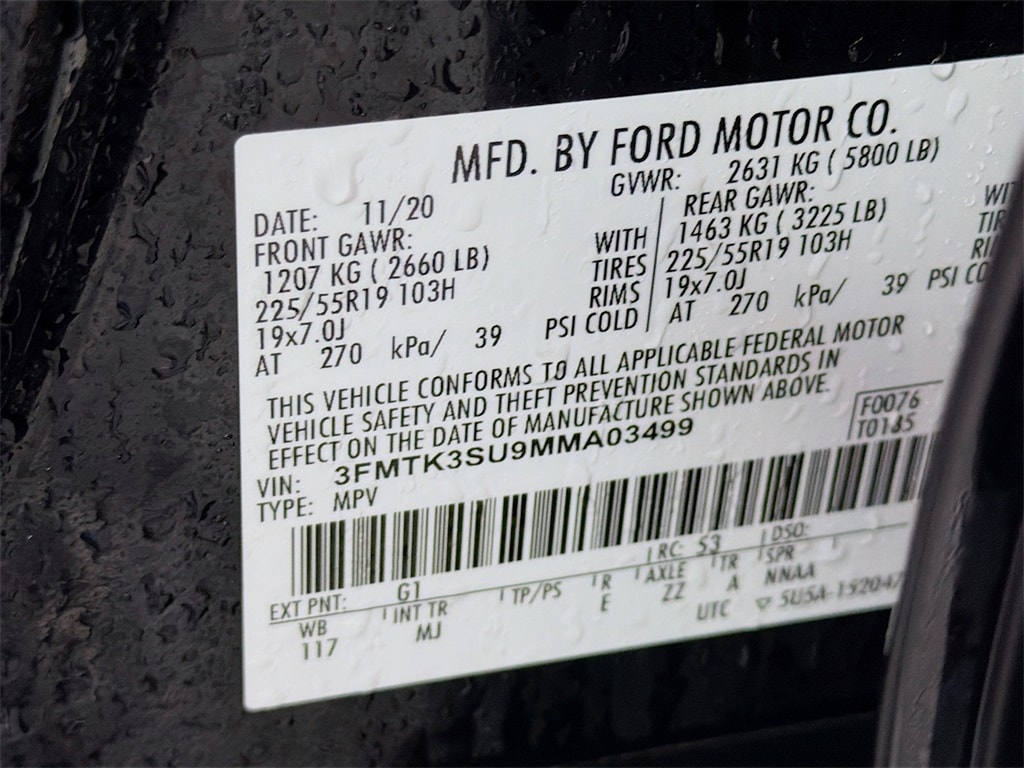 MFD. BY FORD MOTOR CO.
DATE: 11/20 GVWR: 2631 KG ( 5800 LB)
FRONT GAWR: REAR GAWR:
1207 KG ( 2660 LB) WITH 1463 KG ( 3225 LB)
225/55R19 103H TIRES 225/55R19 103H
19x7.0J RIMS 19x7.0J
AT 270 kPa/ 39 PSI COLD AT 270 kPa/ 39 PSI
THIS VEHICLE CONFORMS TO ALL APPLICABLE FEDERAL MOTOR
VEHICLE SAFETY AND THEFT PREVENTION STANDARDS IN
EFFECT ON THE DATE OF MANUFACTURE SHOWN ABOVE.
F0076
VIN: 3FMTK3SU9MMA03499 T0185
TYPE: MPV
EXT PNT: G1 RC: 53 DSO:
WB INT TR TP/PS R AXLE TR SPR
117 MJ E ZZ A NNAA
UTC